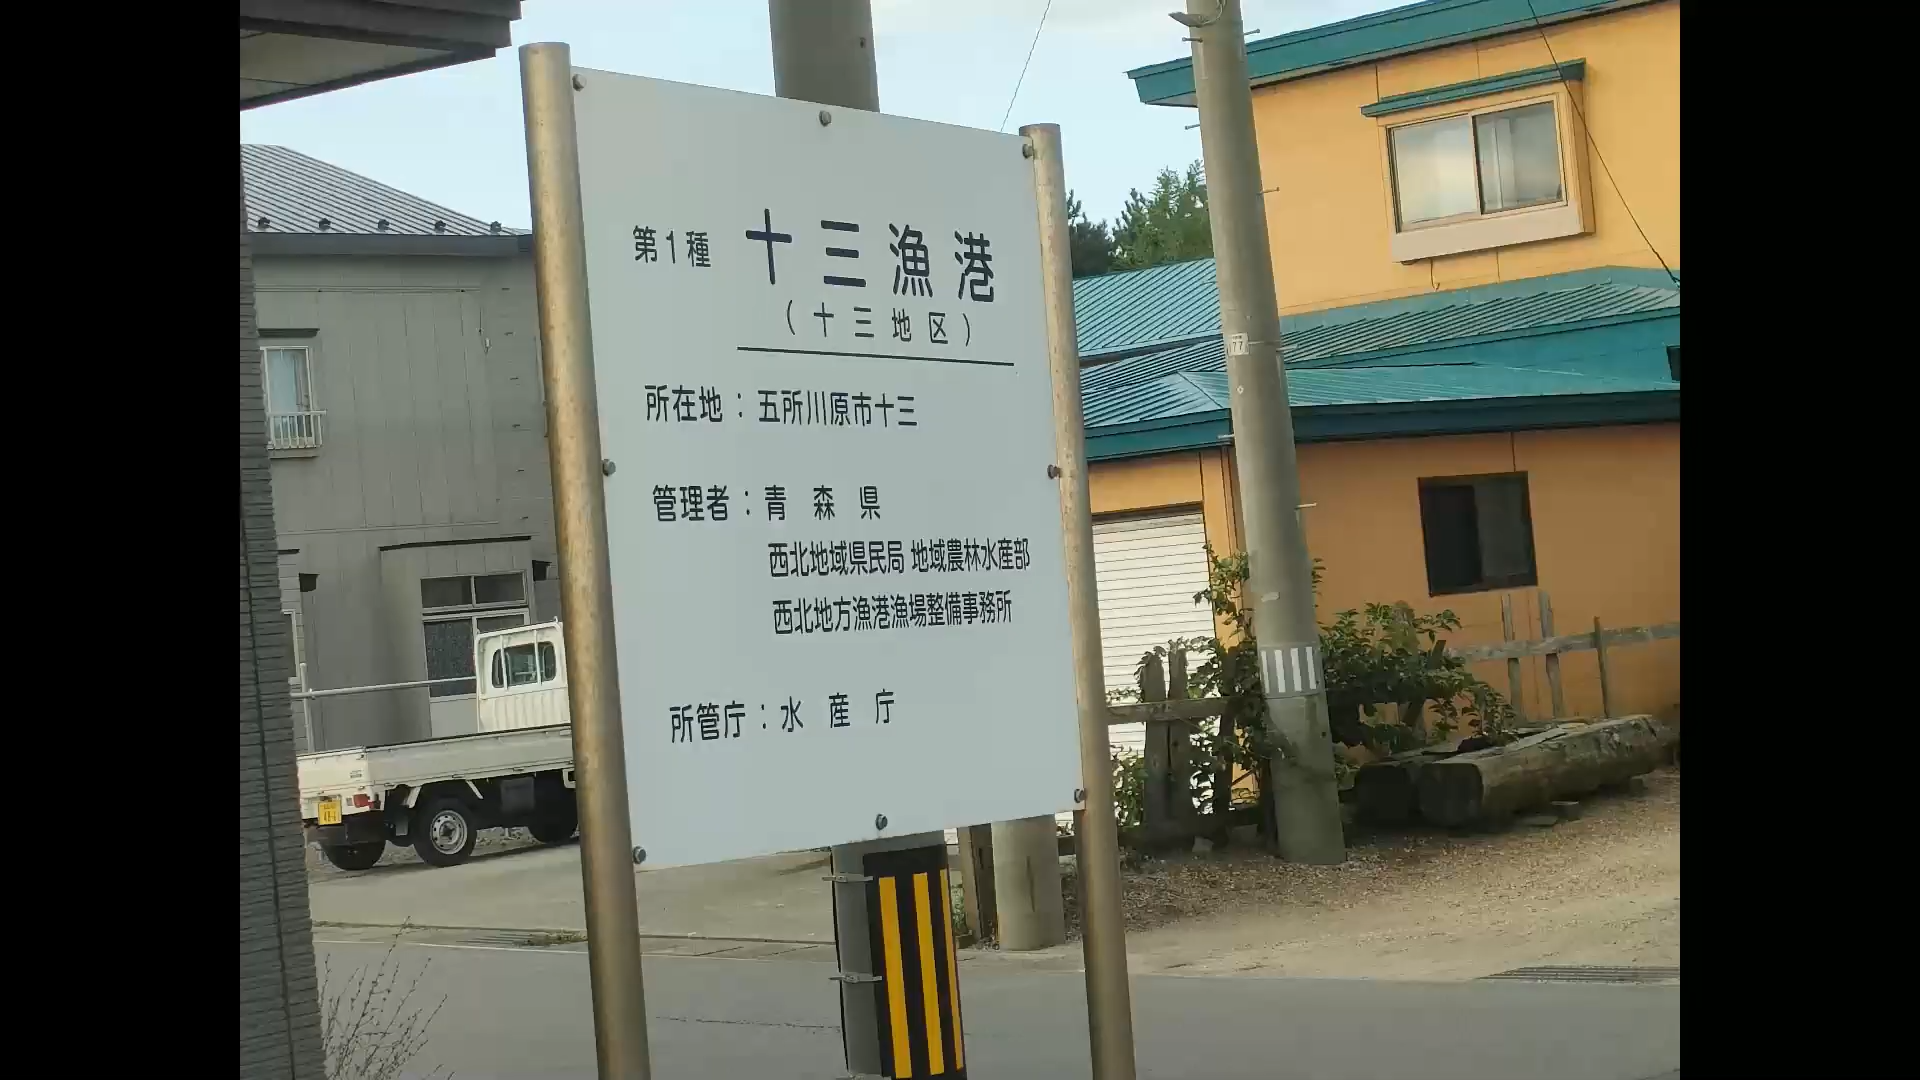 第1種 十三漁港
(十三地区)
所在地：五所川原市十三
管理者：青森県
西北地域県民局 地域農林水産部
西北地方漁港漁場整備事務所
所管庁：水産庁
77